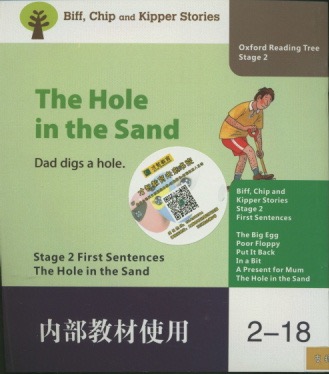 Biff, Chip and Kipper Stories
Oxford Reading Tree
Stage 2
The Hole
in the Sand
Dad digs a hole.
Biff, Chip and
Kipper Stories
Stage 2
First Sentences
The Big Egg
Poor Floppy
Put It Back
In a Bit
A Present for Mum
The Hole in the Sand
Stage 2 First Sentences
The Hole in the Sand
内部教材使用
2-18